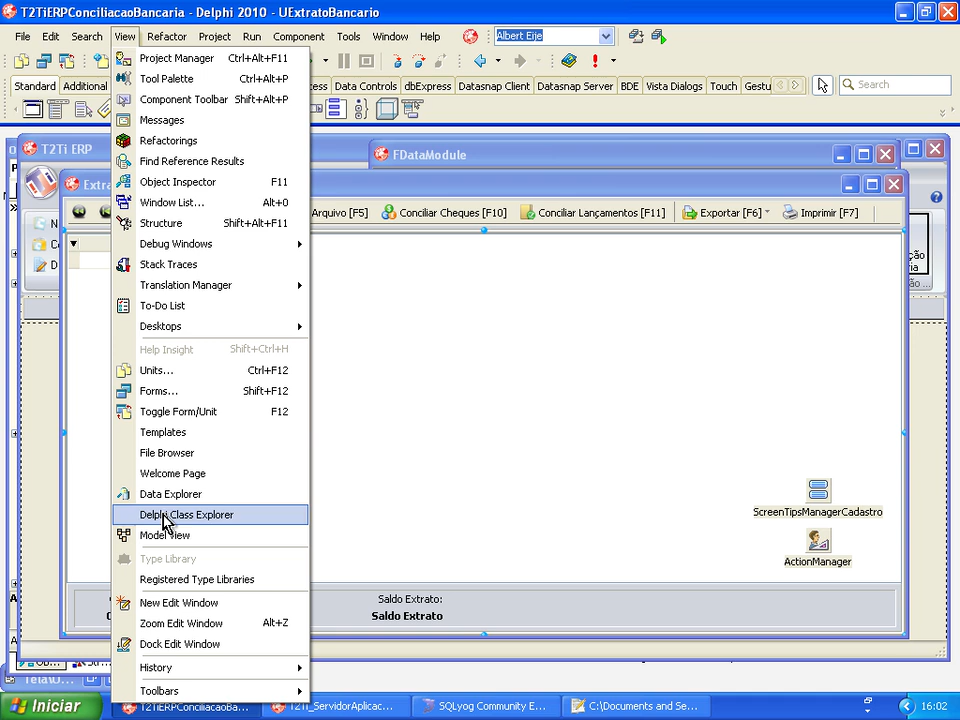 T2TiERPConciliacaoBancaria - Delphi 2010 - UExtratoBancario
File Edit Search View Refactor Project Run Component Tools Window Help Albert Eije
Standard Additional Data Controls dbExpress Datasnap Client Datasnap Server BDE Vista Dialogs Touch Search
T2Ti ERP
FDataModule
Arquivo [F5] Conciliar Cheques [F10] Conciliar Lançamentos [F11] Exportar [F6] Imprimir [F7]
Project Manager Ctrl+Alt+F11
Tool Palette Ctrl+Alt+P
Component Toolbar Shift+Alt+P
Messages
Refactorings
Find Reference Results
Object Inspector F11
Window List... Alt+0
Structure Shift+Alt+F11
Debug Windows
Stack Traces
Translation Manager
To-Do List
Desktops
Help Insight Shift+Ctrl+H
Units... Ctrl+F12
Forms... Shift+F12
Toggle Form/Unit F12
Templates
File Browser
Welcome Page
Data Explorer
Delphi Class Explorer
Model View
Type Library
Registered Type Libraries
New Edit Window
Zoom Edit Window Alt+Z
Dock Edit Window
History
Toolbars
ScreenTipsManagerCadastro
ActionManager
Saldo Extrato:
Saldo Extrato
Iniciar T2TiERPConciliacaoBa... T2Ti_ServidorAplicac... SQLyog Community E... C:\Documents and Se... 16:02